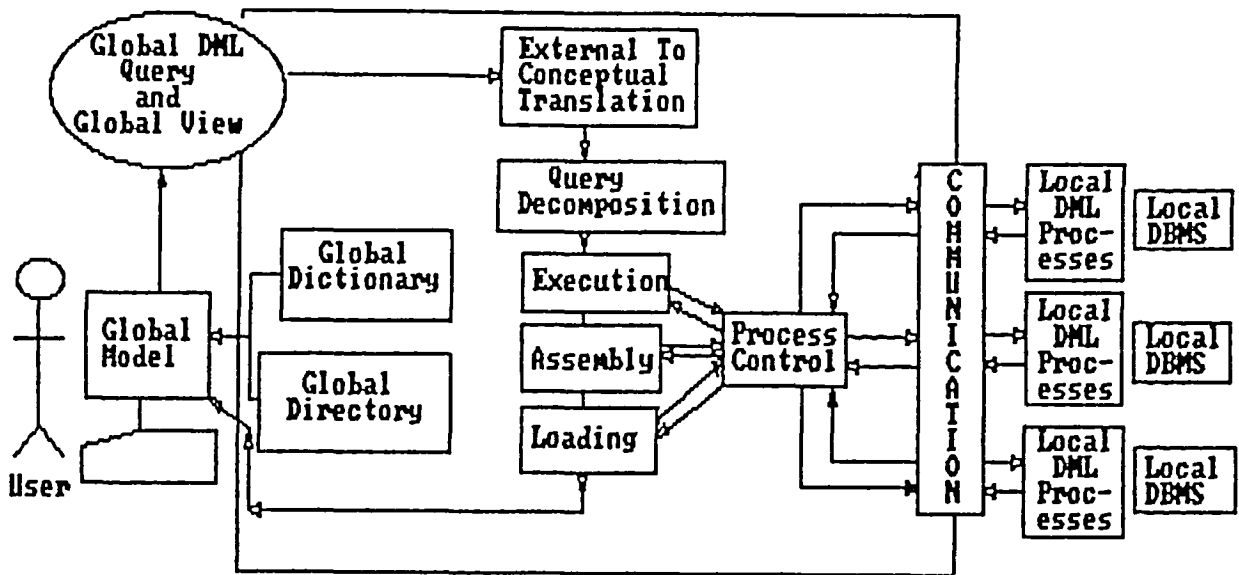 Global DML
Query
and
Global View
External To
Conceptual
Translation
Query
Decomposition
Global
Dictionary
Execution
Global
Model
Process
Control
Assembly
Global
Directory
Loading
User
COMMUNICATION
Local
DML
Proc-
esses
Local
DBMS
Local
DML
Proc-
esses
Local
DBMS
Local
DML
Proc-
esses
Local
DBMS